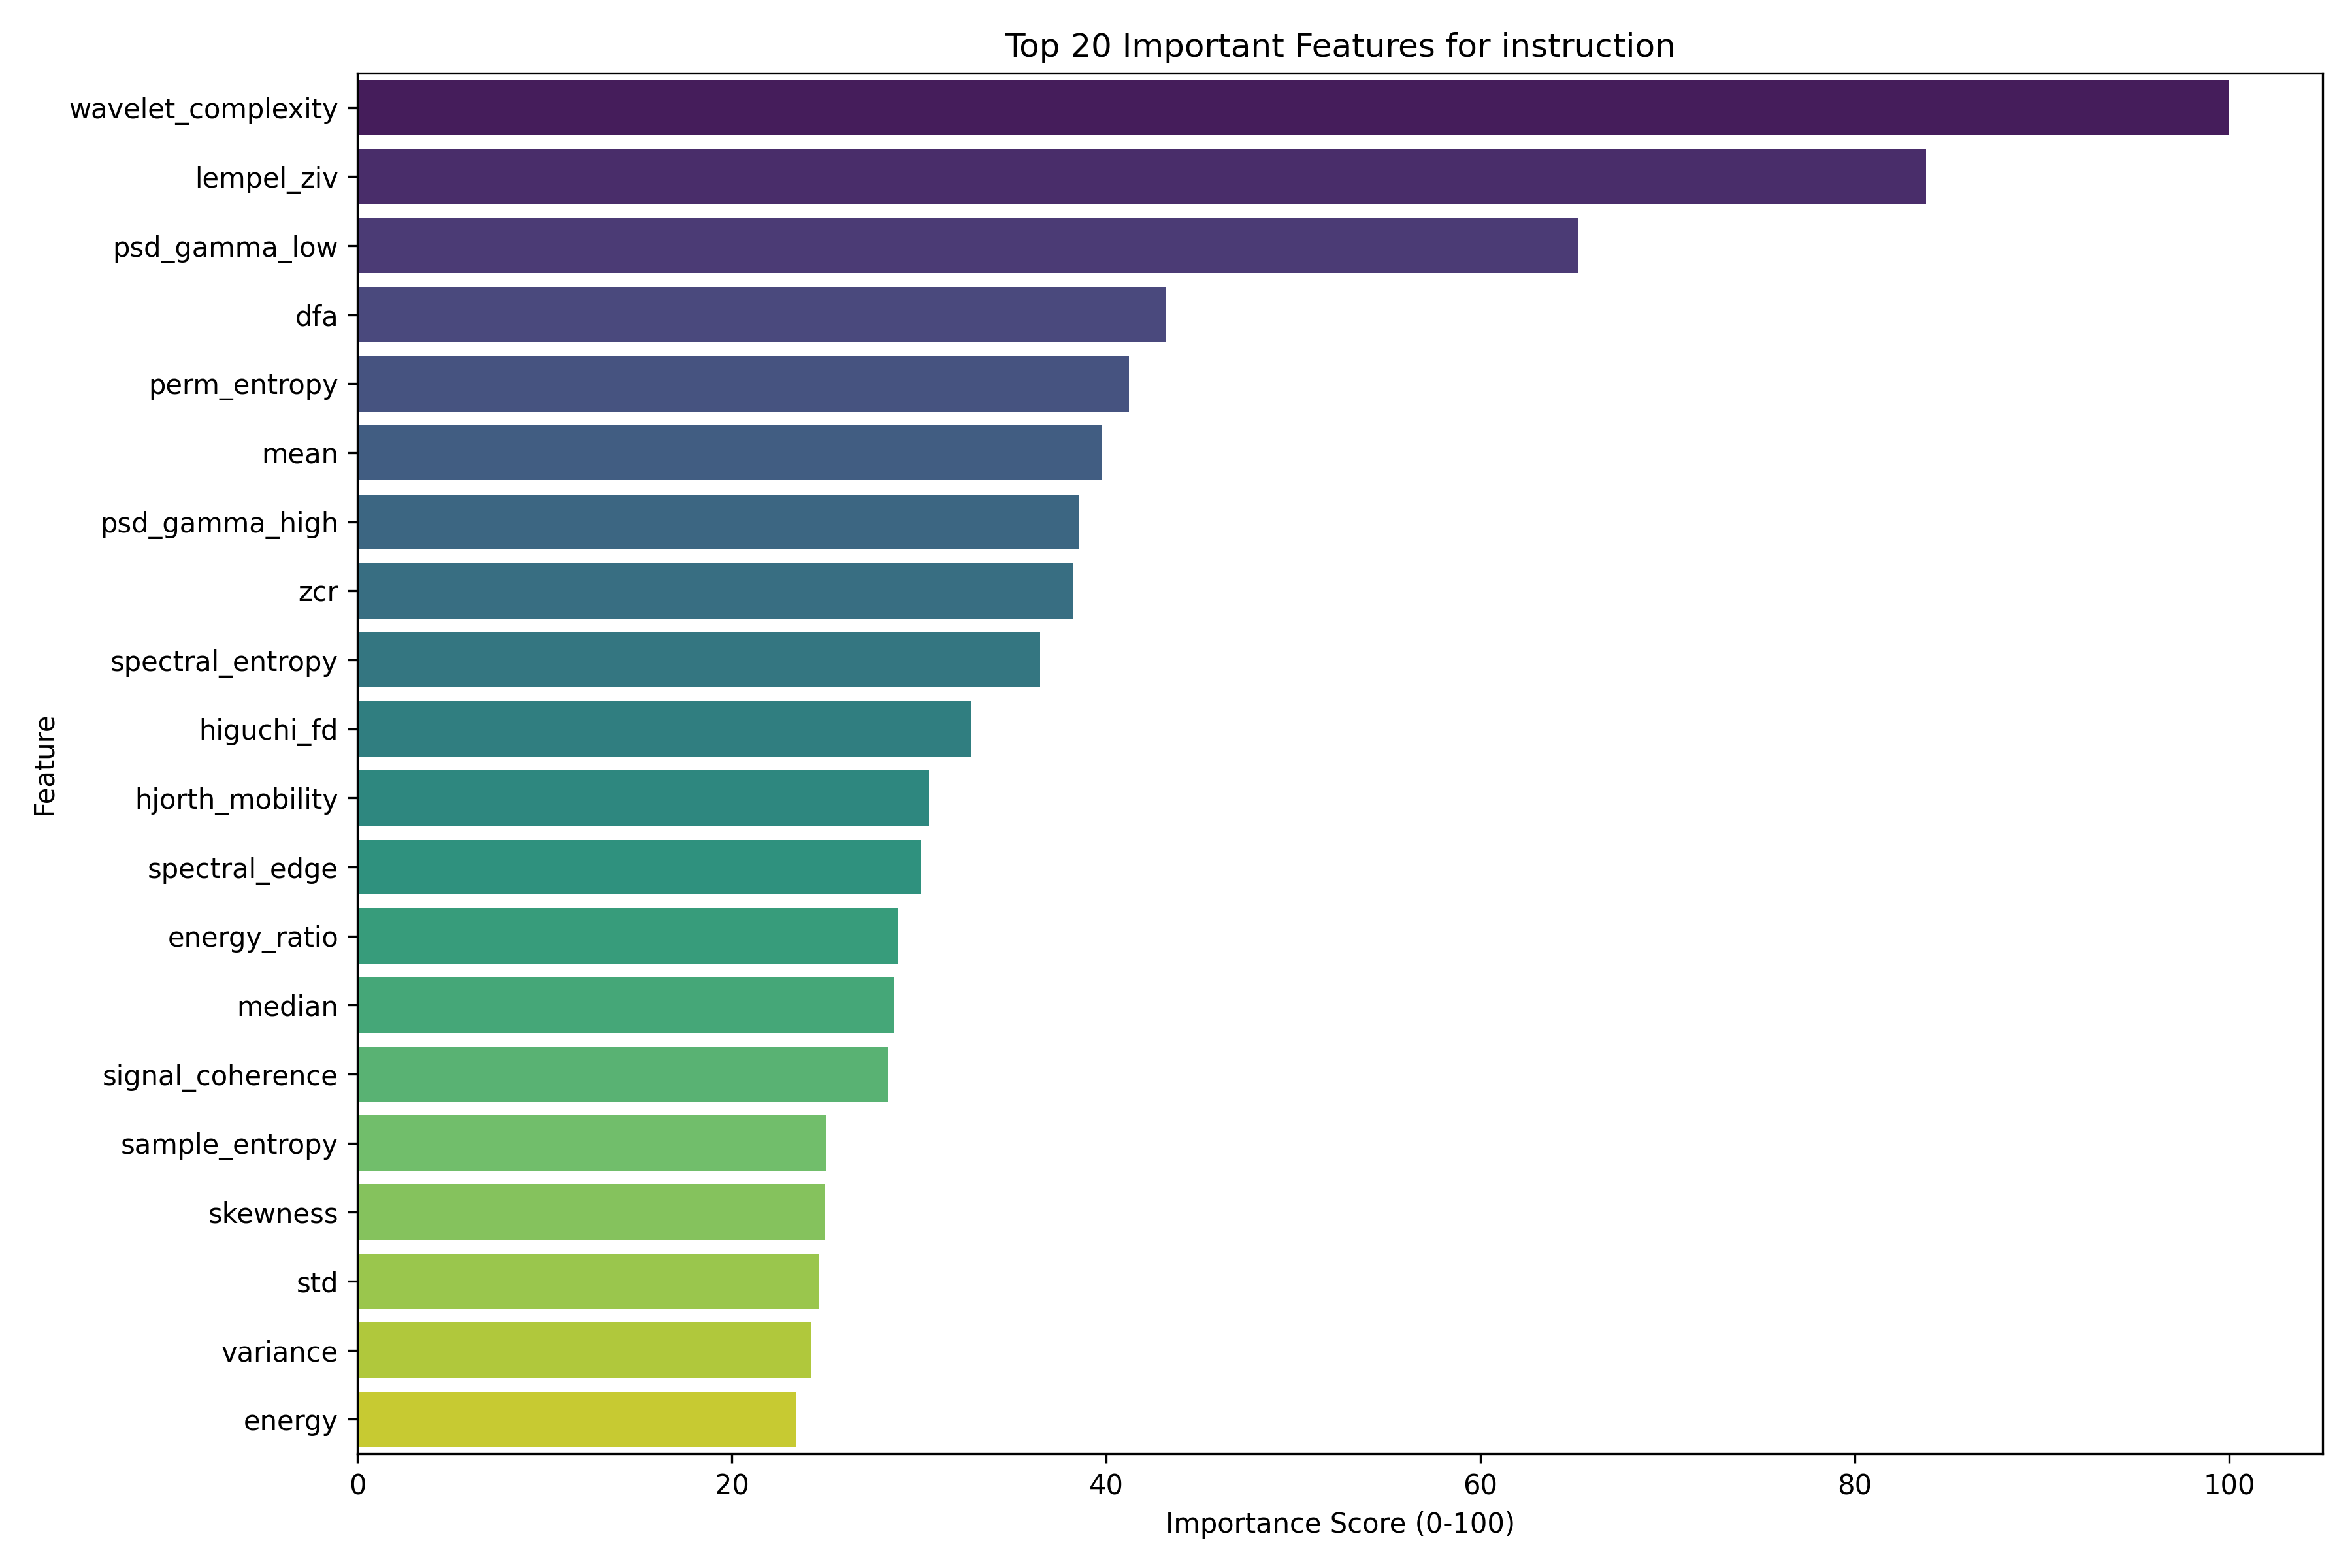 Top 20 Important Features for instruction
wavelet_complexity
lempel_ziv
psd_gamma_low
dfa
perm_entropy
mean
psd_gamma_high
zcr
spectral_entropy
higuchi_fd
hjorth_mobility
spectral_edge
energy_ratio
median
signal_coherence
sample_entropy
skewness
std
variance
energy
Feature
0 20 40 60 80 100
Importance Score (0-100)